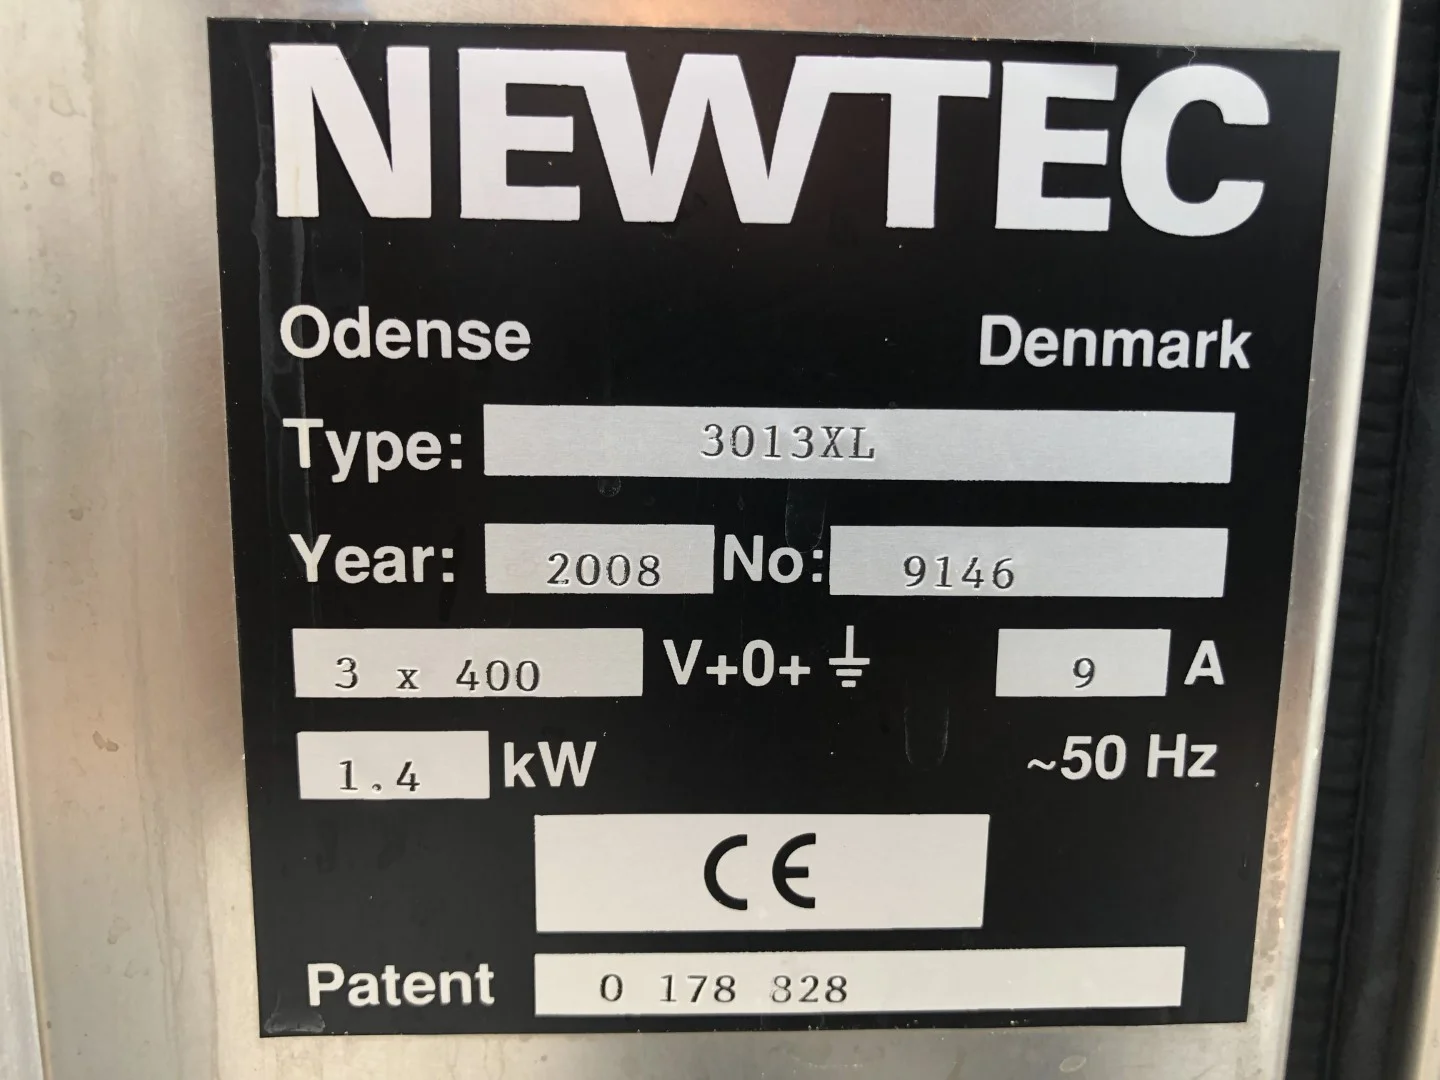 NEWTEC
Odense Denmark
Type: 3013XL
Year: 2008 No: 9146
3 x 400 V+0+⏚ 9 A
1.4 kW ~50 Hz
CE
Patent 0 178 828